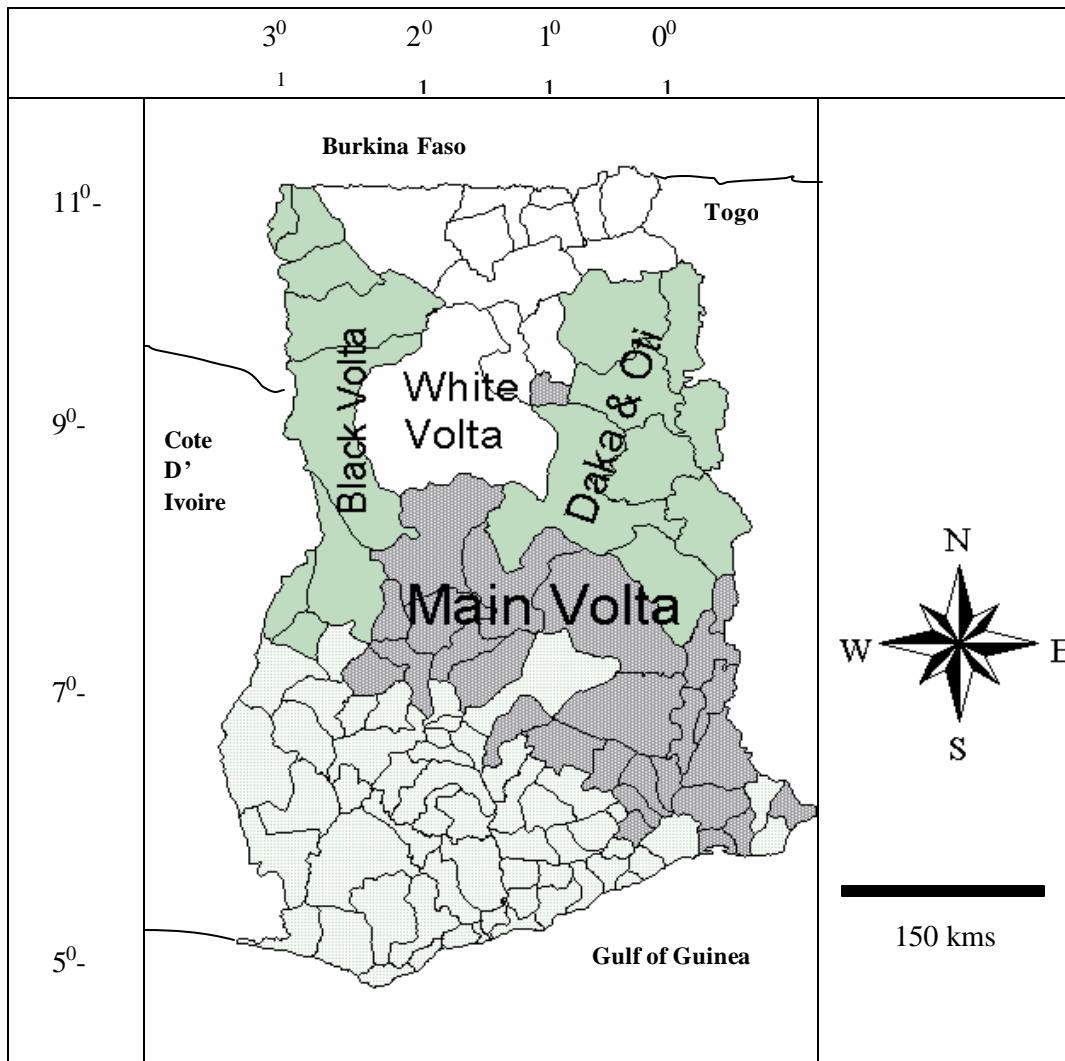 3⁰ 2⁰ 1⁰ 0⁰
1 1 1 1
Burkina Faso
11⁰-
Togo
Black Volta
White
Volta
Daka & Oti
9⁰-
Cote
D’
Ivoire
Main Volta
N
W E
S
7⁰-
150 kms
Gulf of Guinea
5⁰-